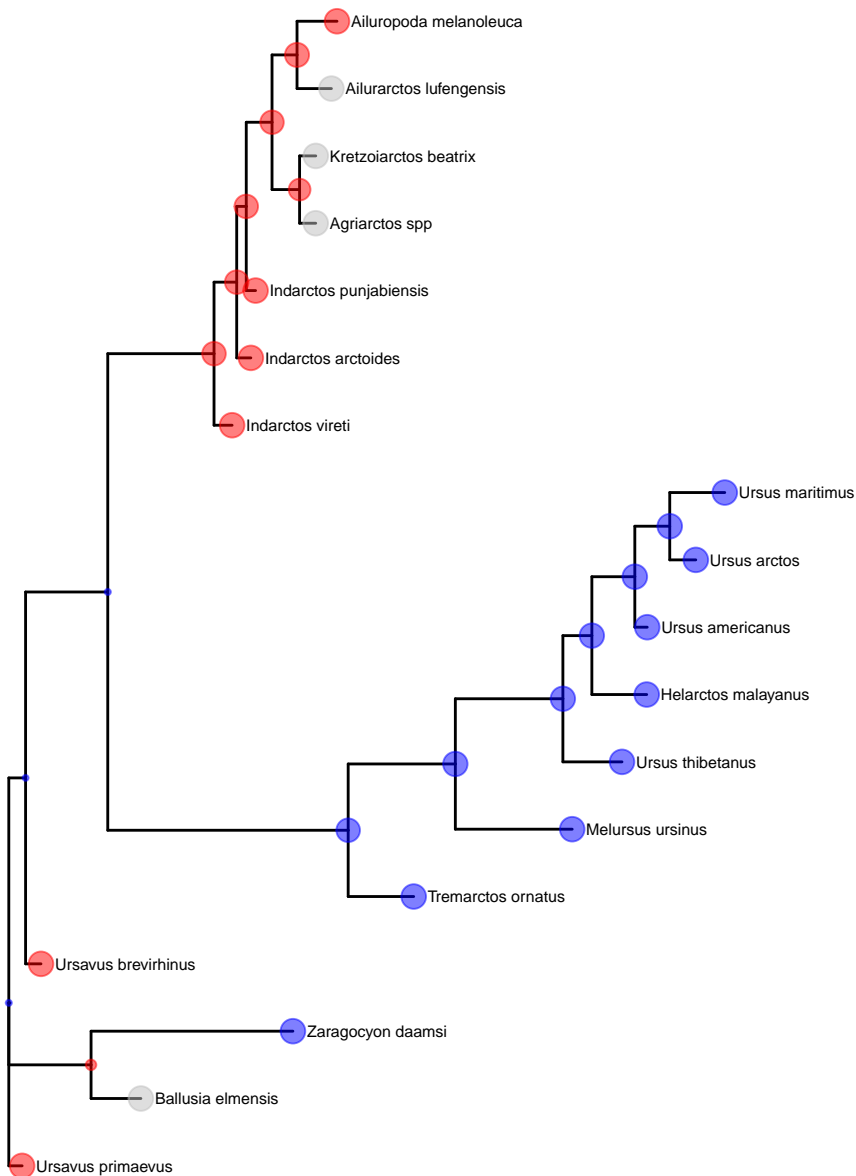 Ailuropoda melanoleuca
Ailurarctos lufengensis
Kretzoiarctos beatrix
Agriarctos spp
Indarctos punjabiensis
Indarctos arctoides
Indarctos vireti
Ursus maritimus
Ursus arctos
Ursus americanus
Helarctos malayanus
Ursus thibetanus
Melursus ursinus
Tremarctos ornatus
Ursavus brevirhinus
Zaragocyon daamsi
Ballusia elmensis
Ursavus primaevus